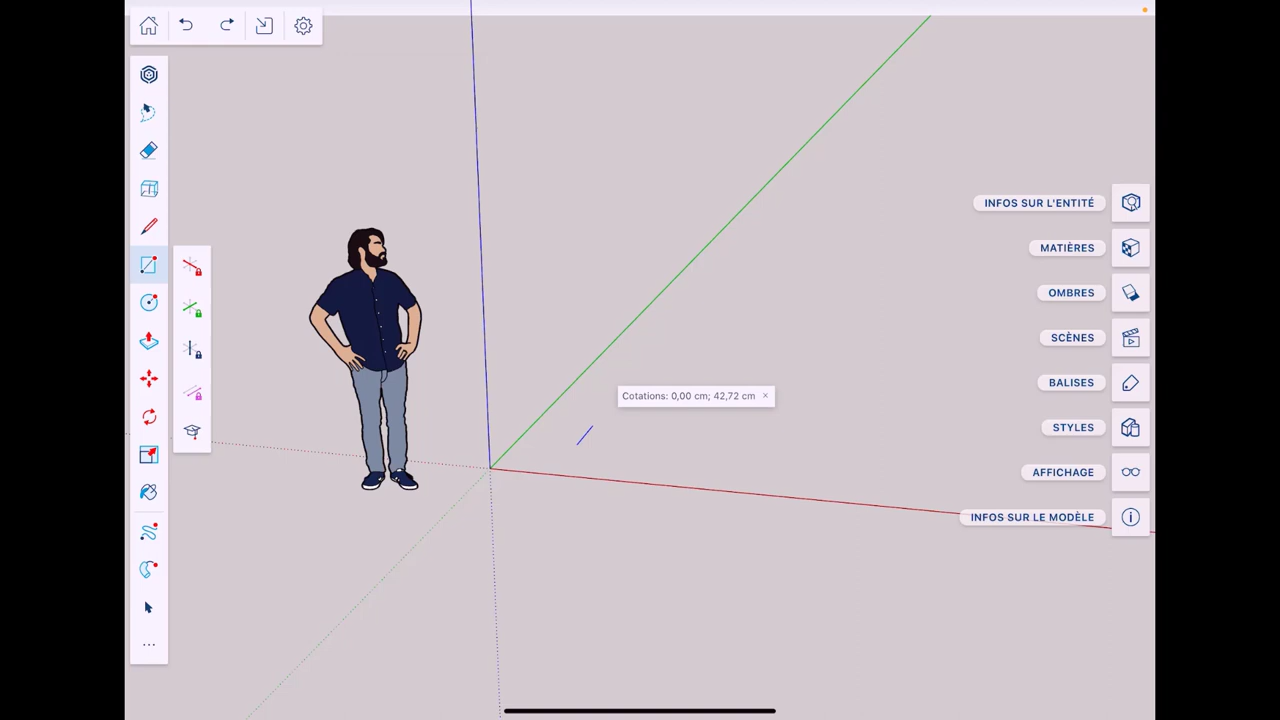 INFOS SUR L'ENTITÉ
MATIÈRES
OMBRES
SCÈNES
BALISES
Cotations: 0,00 cm; 42,72 cm ×
STYLES
AFFICHAGE
INFOS SUR LE MODÈLE